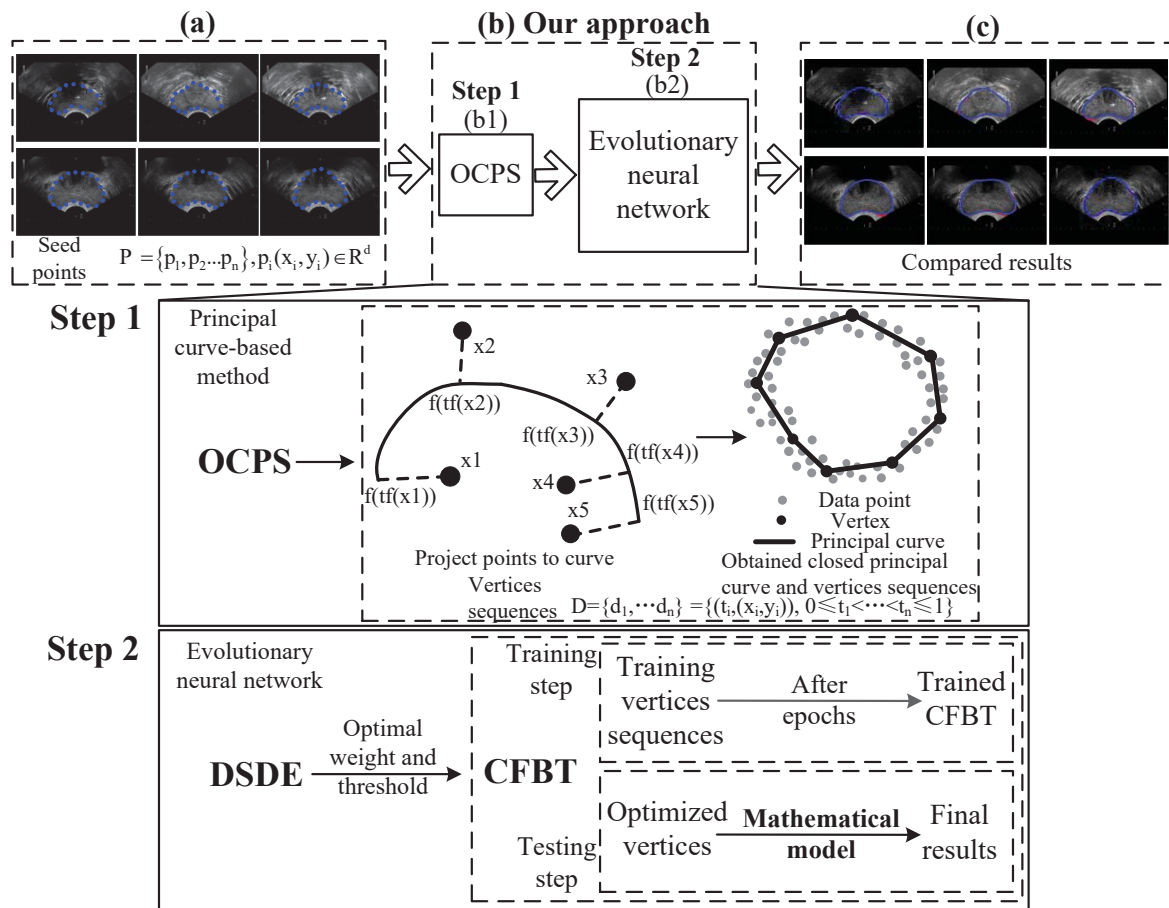 (a)
(b) Our approach
(c)
Step 1
(b1)
OCPS
Step 2
(b2)
Evolutionary
neural
network
Seed
points
P ={p₁,p₂...pₙ},pᵢ(xᵢ,yᵢ)∈Rᵈ
Compared results
Step 1
Principal
curve-based
method
OCPS
x2
x3
f(tf(x2))
f(tf(x3))
f(tf(x4))
x1
x4
f(tf(x1))
x5
f(tf(x5))
Project points to curve
Vertices
sequences
Data point
Vertex
Principal curve
Obtained closed principal
curve and vertices sequences
D={d₁,⋯dₙ} ={(tᵢ,(xᵢ,yᵢ)), 0≤t₁<⋯<tₙ≤1}
Step 2
Evolutionary
neural network
DSDE
Optimal
weight and
threshold
CFBT
Training
step
Training
vertices
sequences
After
epochs
Trained
CFBT
Testing
step
Optimized
vertices
Mathematical
model
Final
results